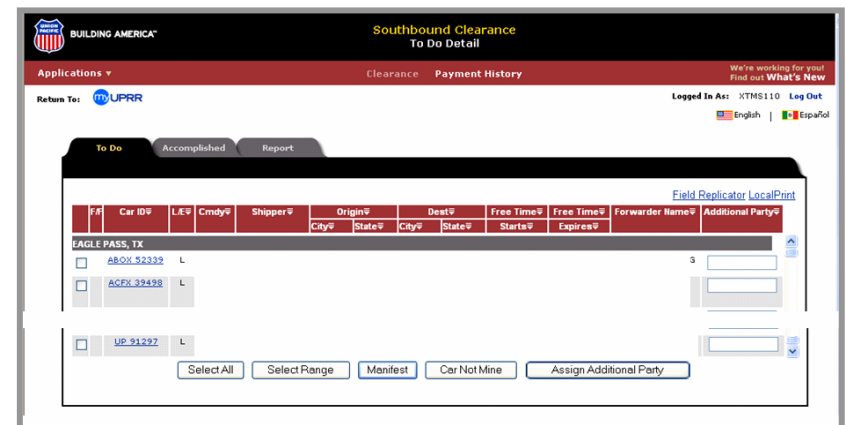 UNION PACIFIC
BUILDING AMERICA®
Southbound Clearance
To Do Detail
Applications ▼
Clearance Payment History
We're working for you!
Find out What's New
Return To: myUPRR
Logged In As: XTMS110 Log Out
English | Español
To Do Accomplished Report
Field Replicator LocalPrint
F/F Car ID L/E Cmdy Shipper Origin Dest Free Time Free Time Forwarder Name Additional Party
City State City State Starts Expires
EAGLE PASS, TX
ABOX 52339 L 3
ACFX 39498 L
UP 91297 L
Select All Select Range Manifest Car Not Mine Assign Additional Party